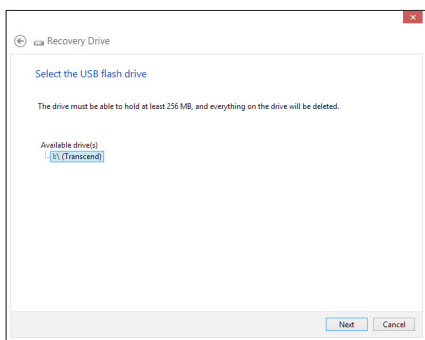 Recovery Drive
Select the USB flash drive
The drive must be able to hold at least 256 MB, and everything on the drive will be deleted.
Available drive(s)
I:\ (Transcend)
Next Cancel